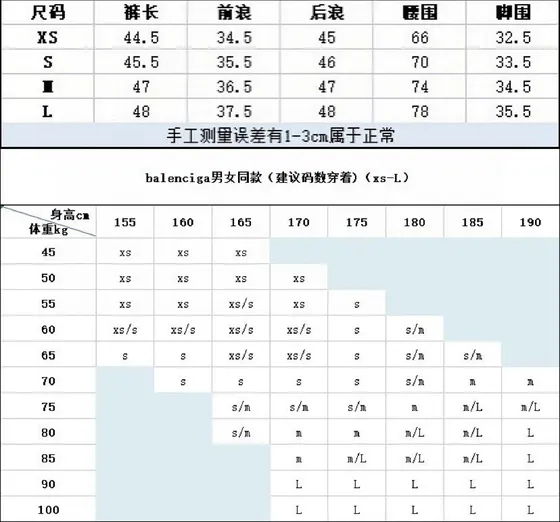 尺码 裤长 前浪 后浪 腰围 脚围
XS 44.5 34.5 45 66 32.5
S 45.5 35.5 46 70 33.5
M 47 36.5 47 74 34.5
L 48 37.5 48 78 35.5
手工测量误差有1-3cm属于正常
balenciga男女同款(建议码数穿着)(xs-L)
身高cm 体重kg 155 160 165 170 175 180 185 190
45 xs xs xs
50 xs xs xs xs
55 xs xs xs/s xs s
60 xs/s xs/s xs/s xs/s s s/m
65 s s xs/s xs/s s s/m s/m
70 s s s s s/m m m
75 s/m s/m s/m m m/L m/L
80 s/m m m m/L m/L L
85 m m/L m/L m/L L
90 L L L L L
100 L L L L L